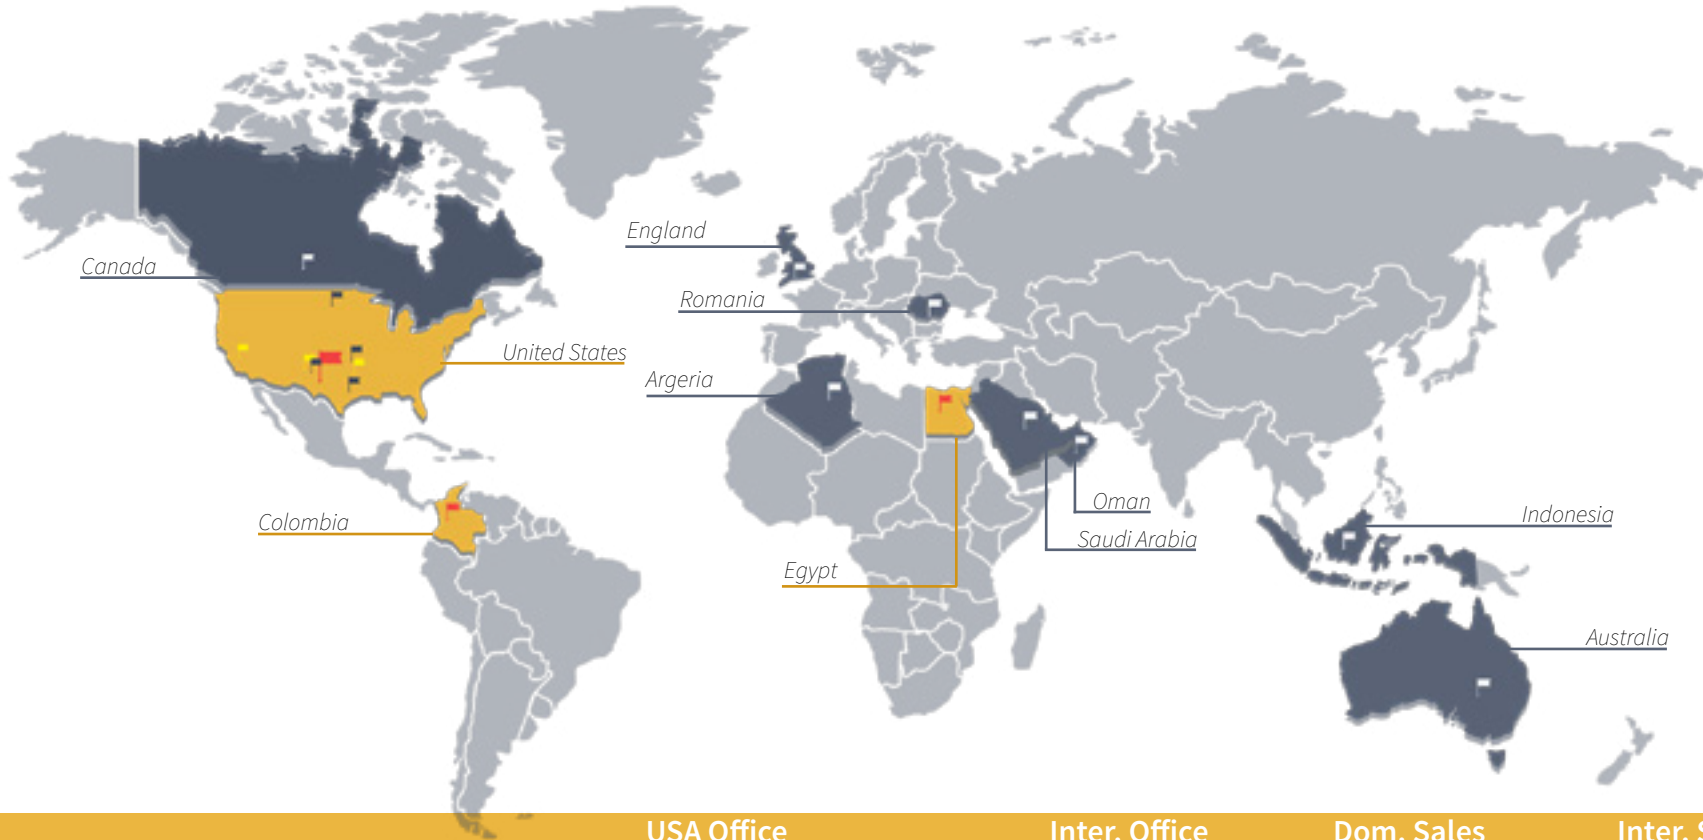 England
Canada
Romania
United States
Argeria
Oman
Indonesia
Colombia
Saudi Arabia
Egypt
Australia
USA Office
Inter. Office
Dom. Sales
Inter.